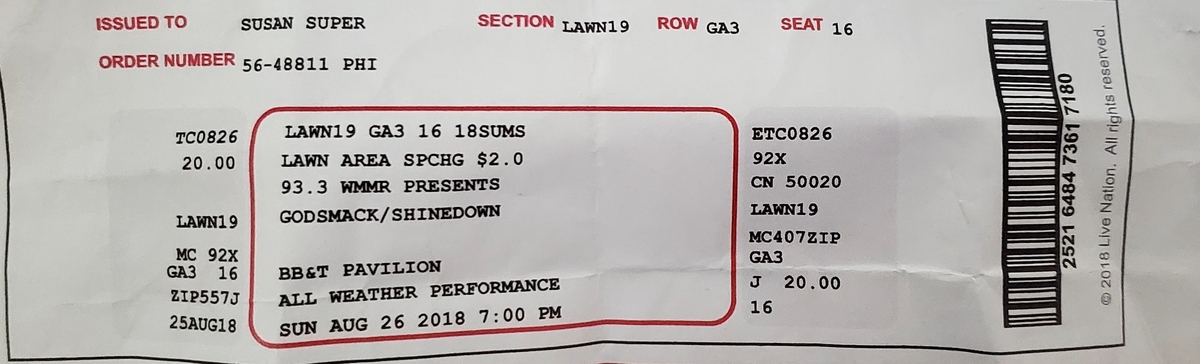 ISSUED TO SUSAN SUPER SECTION LAWN19 ROW GA3 SEAT 16
ORDER NUMBER 56-48811 PHI
TC0826
20.00
LAWN19
MC 92X
GA3 16
ZIP557J
25AUG18
LAWN19 GA3 16 18SUMS
LAWN AREA SPCHG $2.0
93.3 WMMR PRESENTS
GODSMACK/SHINEDOWN
BB&T PAVILION
ALL WEATHER PERFORMANCE
SUN AUG 26 2018 7:00 PM
ETC0826
92X
CN 50020
LAWN19
MC407ZIP
GA3
J 20.00
16
2521 6484 7361 7180
© 2018 Live Nation. All rights reserved.